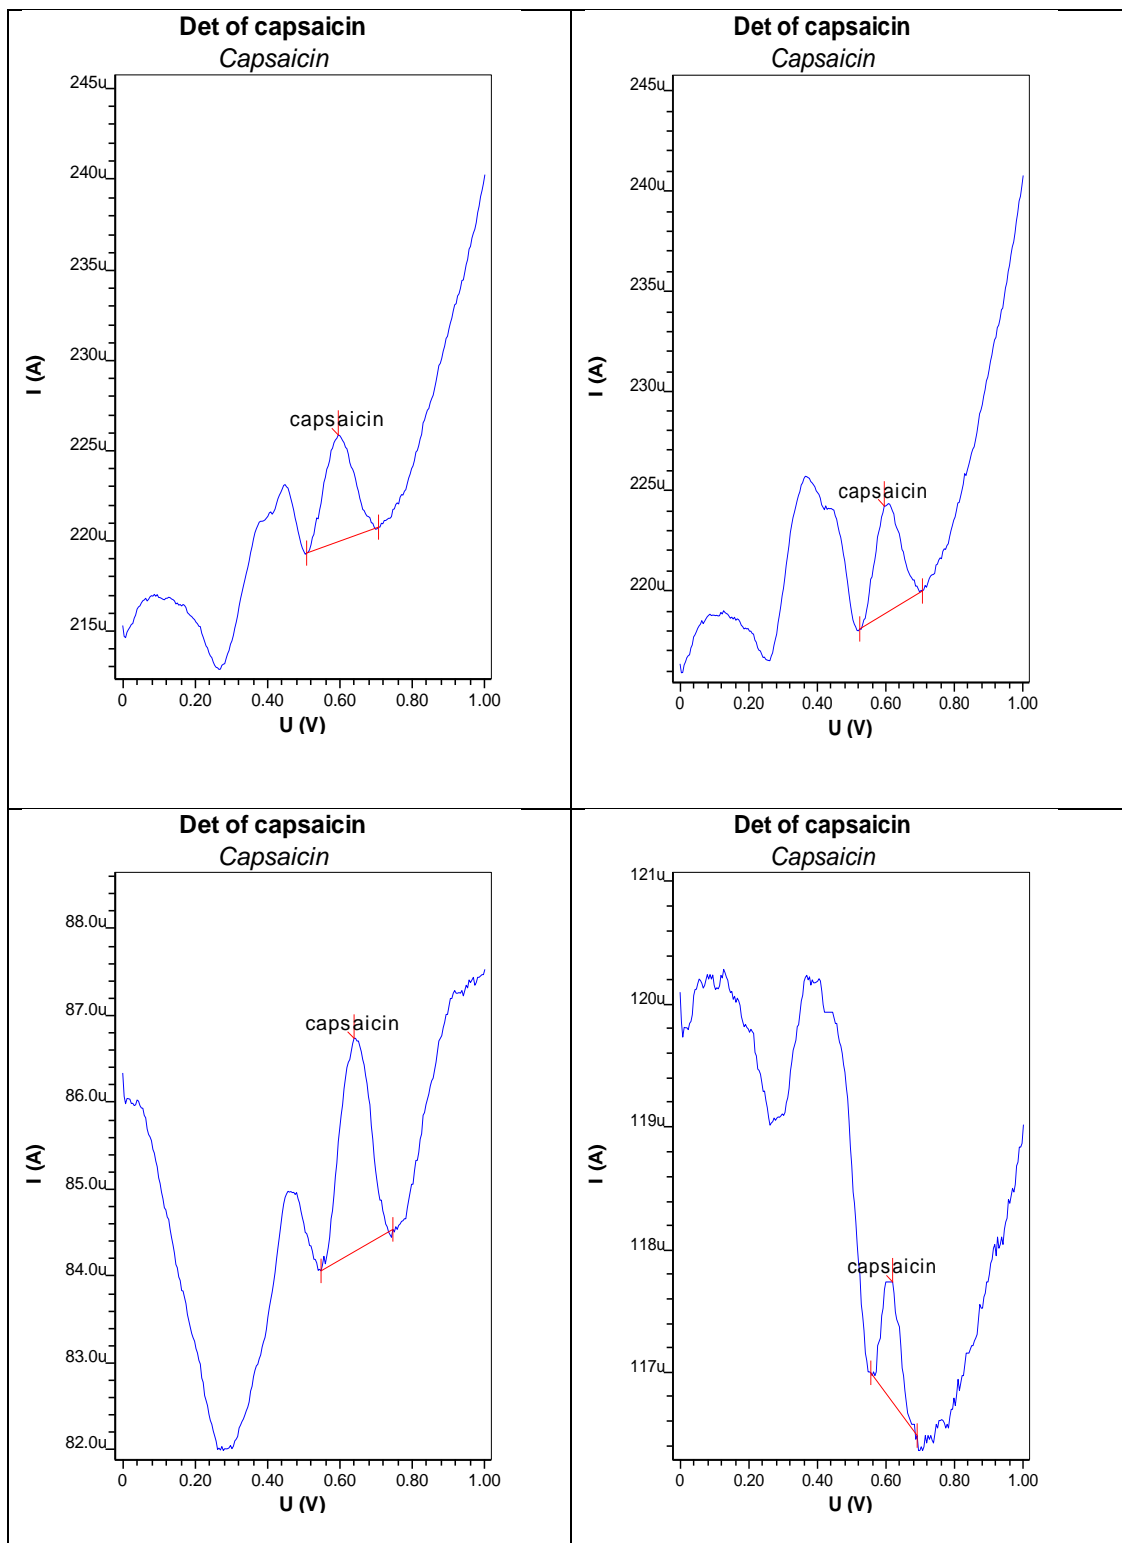 Det of capsaicin
Capsaicin
245u
240u
235u
230u
225u
220u
215u
I (A)
capsaicin
0 0.20 0.40 0.60 0.80 1.00
U (V)
Det of capsaicin
Capsaicin
245u
240u
235u
230u
225u
220u
I (A)
capsaicin
0 0.20 0.40 0.60 0.80 1.00
U (V)
Det of capsaicin
Capsaicin
88.0u
87.0u
86.0u
85.0u
84.0u
83.0u
82.0u
I (A)
capsaicin
0 0.20 0.40 0.60 0.80 1.00
U (V)
Det of capsaicin
Capsaicin
121u
120u
119u
118u
117u
I (A)
capsaicin
0 0.20 0.40 0.60 0.80 1.00
U (V)